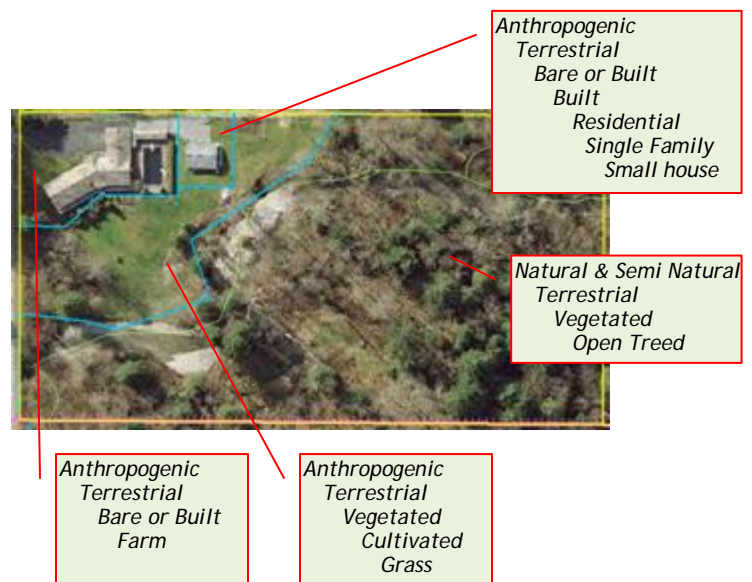 Anthropogenic
Terrestrial
Bare or Built
Built
Residential
Single Family
Small house
Natural & Semi Natural
Terrestrial
Vegetated
Open Treed
Anthropogenic
Terrestrial
Bare or Built
Farm
Anthropogenic
Terrestrial
Vegetated
Cultivated
Grass